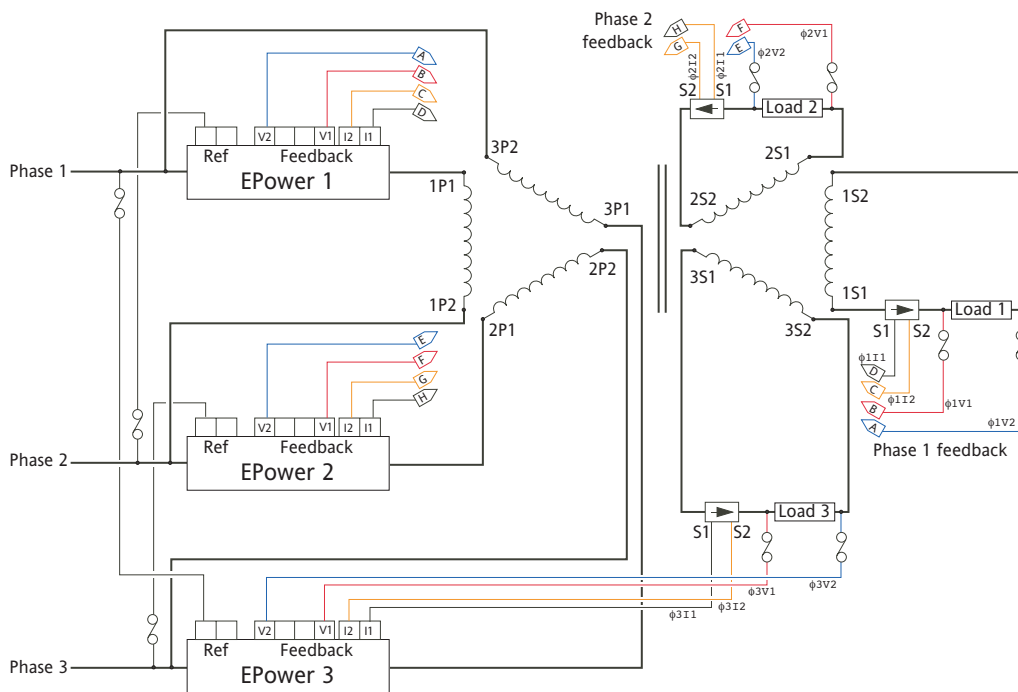 Phase 2
feedback
H
G
φ2I2
φ2I1
F
E
φ2V1
φ2V2
S2 S1
Load 2
A
B
C
D
V2 V1 I2 I1
Ref Feedback
EPower 1
Phase 1
1P1
1P2
3P2
3P1
2P2
2P1
2S1
2S2
1S2
1S1
3S1
3S2
S1 S2
Load 1
φ1I1
D
C
φ1I2
B
φ1V1
A
φ1V2
Phase 1 feedback
E
F
G
H
V2 V1 I2 I1
Ref Feedback
EPower 2
Phase 2
S1 S2
Load 3
φ3V1
φ3V2
φ3I1
φ3I2
V2 V1 I2 I1
Ref Feedback
EPower 3
Phase 3